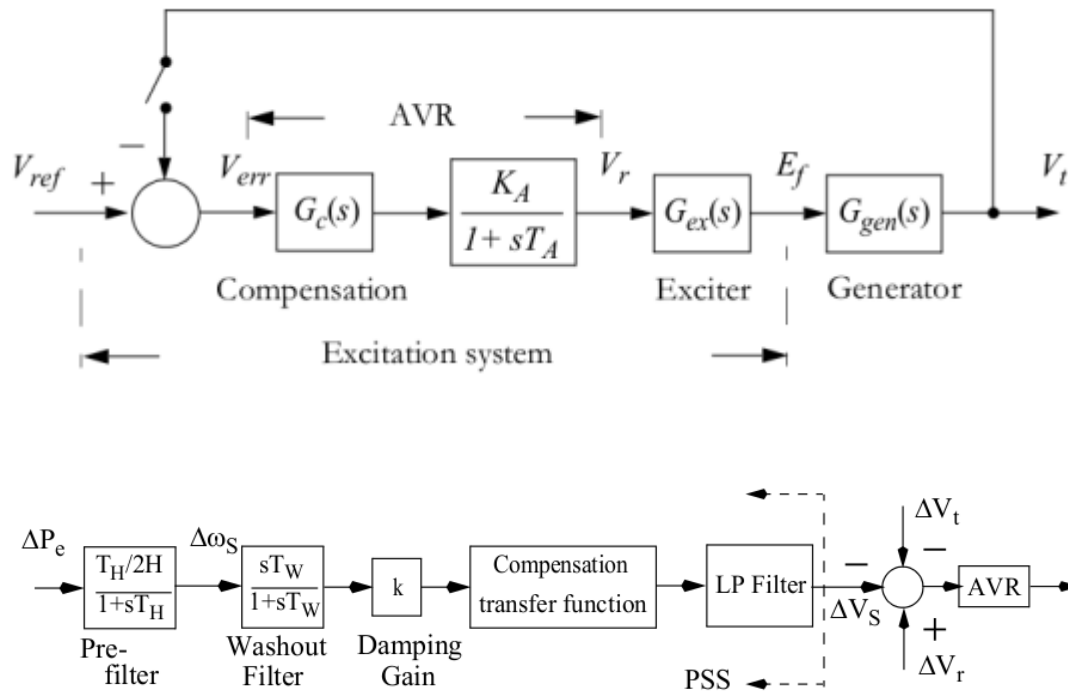 AVR
V_ref + − V_err G_c(s) K_A / 1 + sT_A V_r G_ex(s) E_f G_gen(s) V_t
Compensation Exciter Generator
Excitation system
ΔP_e T_H/2H / 1+sT_H Δω_S sT_W / 1+sT_W k Compensation transfer function LP Filter − ΔV_S ΔV_t − AVR
+ ΔV_r
Pre-filter Washout Filter Damping Gain PSS